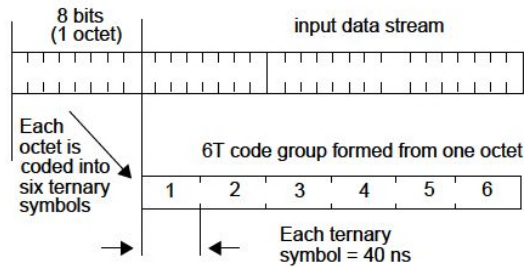 8 bits
(1 octet)
input data stream
Each
octet is
coded into
six ternary
symbols
6T code group formed from one octet
1 2 3 4 5 6
Each ternary
symbol = 40 ns